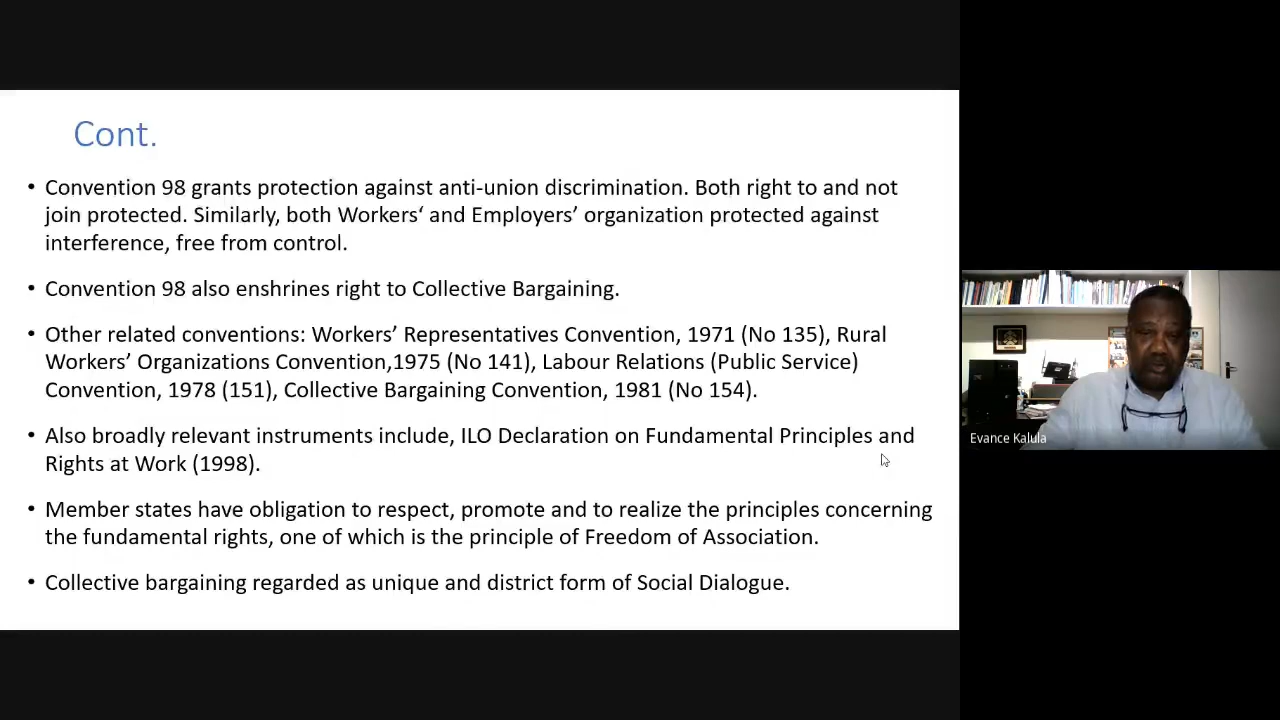 Cont.
• Convention 98 grants protection against anti-union discrimination. Both right to and not
join protected. Similarly, both Workers‘ and Employers’ organization protected against
interference, free from control.
• Convention 98 also enshrines right to Collective Bargaining.
• Other related conventions: Workers’ Representatives Convention, 1971 (No 135), Rural
Workers’ Organizations Convention,1975 (No 141), Labour Relations (Public Service)
Convention, 1978 (151), Collective Bargaining Convention, 1981 (No 154).
• Also broadly relevant instruments include, ILO Declaration on Fundamental Principles and
Rights at Work (1998).
• Member states have obligation to respect, promote and to realize the principles concerning
the fundamental rights, one of which is the principle of Freedom of Association.
• Collective bargaining regarded as unique and district form of Social Dialogue.
Evance Kalula